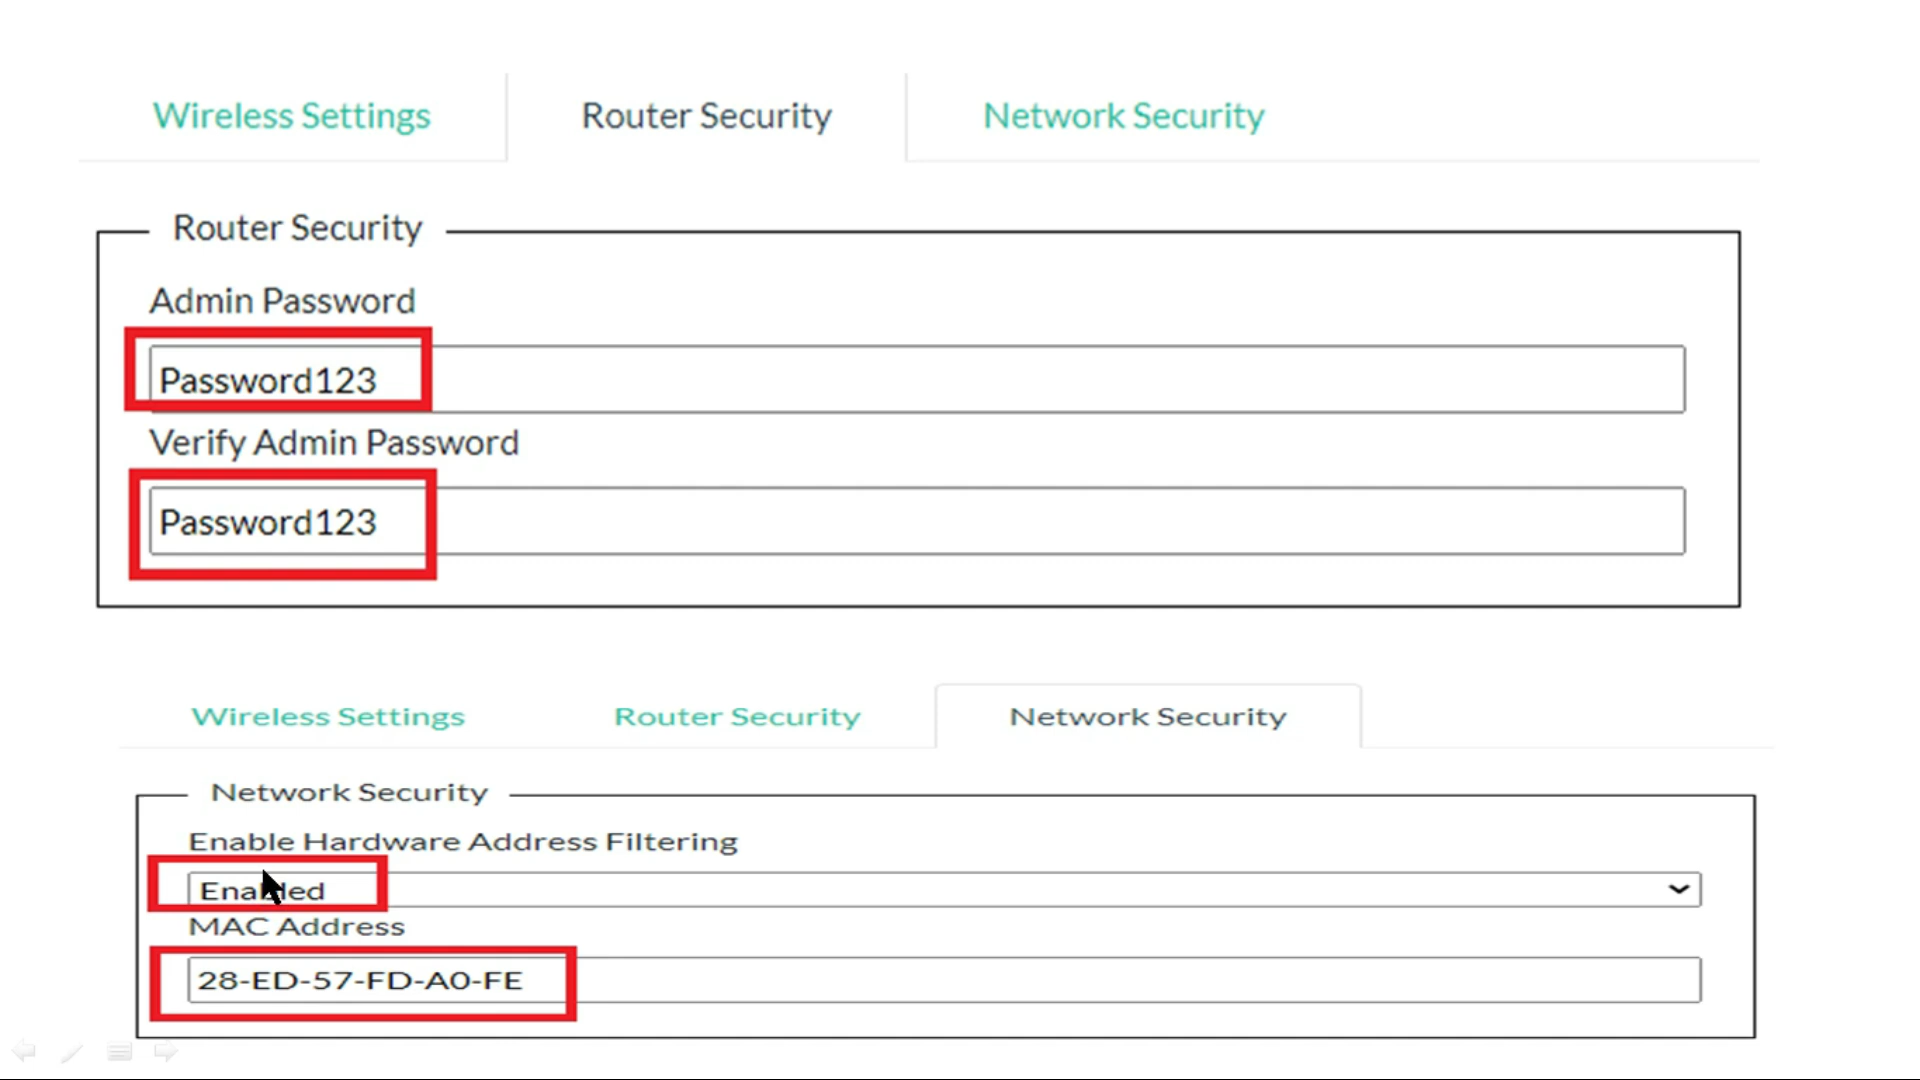 Wireless Settings Router Security Network Security
Router Security
Admin Password
Password123
Verify Admin Password
Password123
Wireless Settings Router Security Network Security
Network Security
Enable Hardware Address Filtering
Enabled
MAC Address
28-ED-57-FD-A0-FE